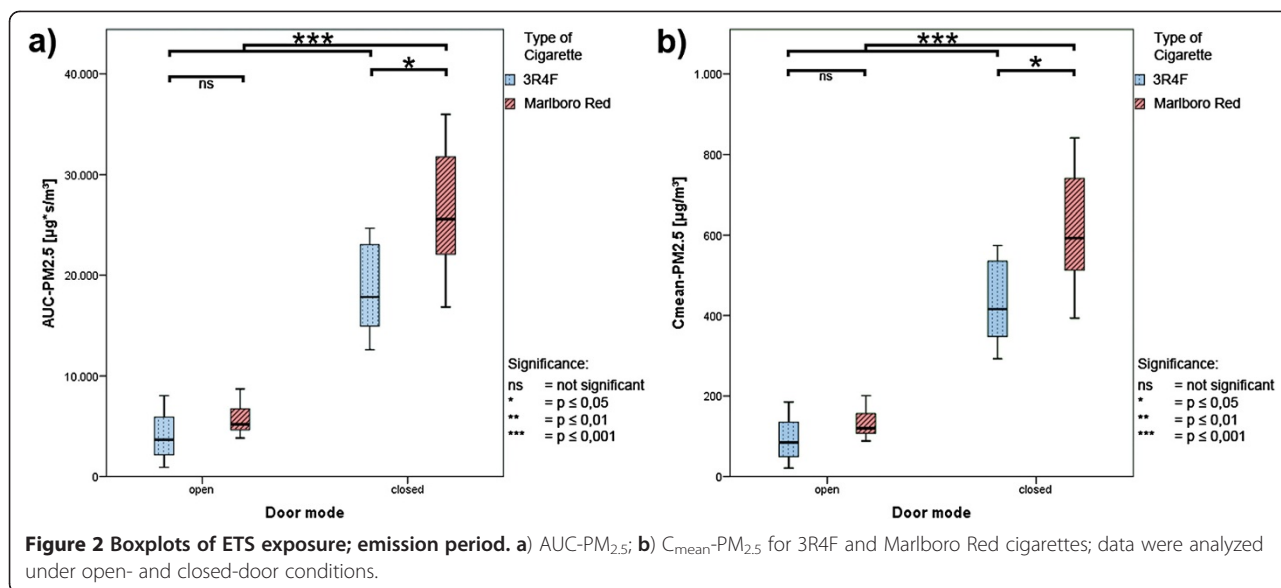 a)
***
ns
*
Type of
Cigarette
3R4F
Marlboro Red
AUC-PM2.5 [µg*s/m³]
40.000
30.000
20.000
10.000
0
open
closed
Door mode
Significance:
ns = not significant
* = p ≤ 0,05
** = p ≤ 0,01
*** = p ≤ 0,001
b)
***
ns
*
Type of
Cigarette
3R4F
Marlboro Red
Cmean-PM2.5 [µg/m³]
1.000
800
600
400
200
0
open
closed
Door mode
Significance:
ns = not significant
* = p ≤ 0,05
** = p ≤ 0,01
*** = p ≤ 0,001
Figure 2 Boxplots of ETS exposure; emission period. a) AUC-PM2.5; b) Cmean-PM2.5 for 3R4F and Marlboro Red cigarettes; data were analyzed
under open- and closed-door conditions.